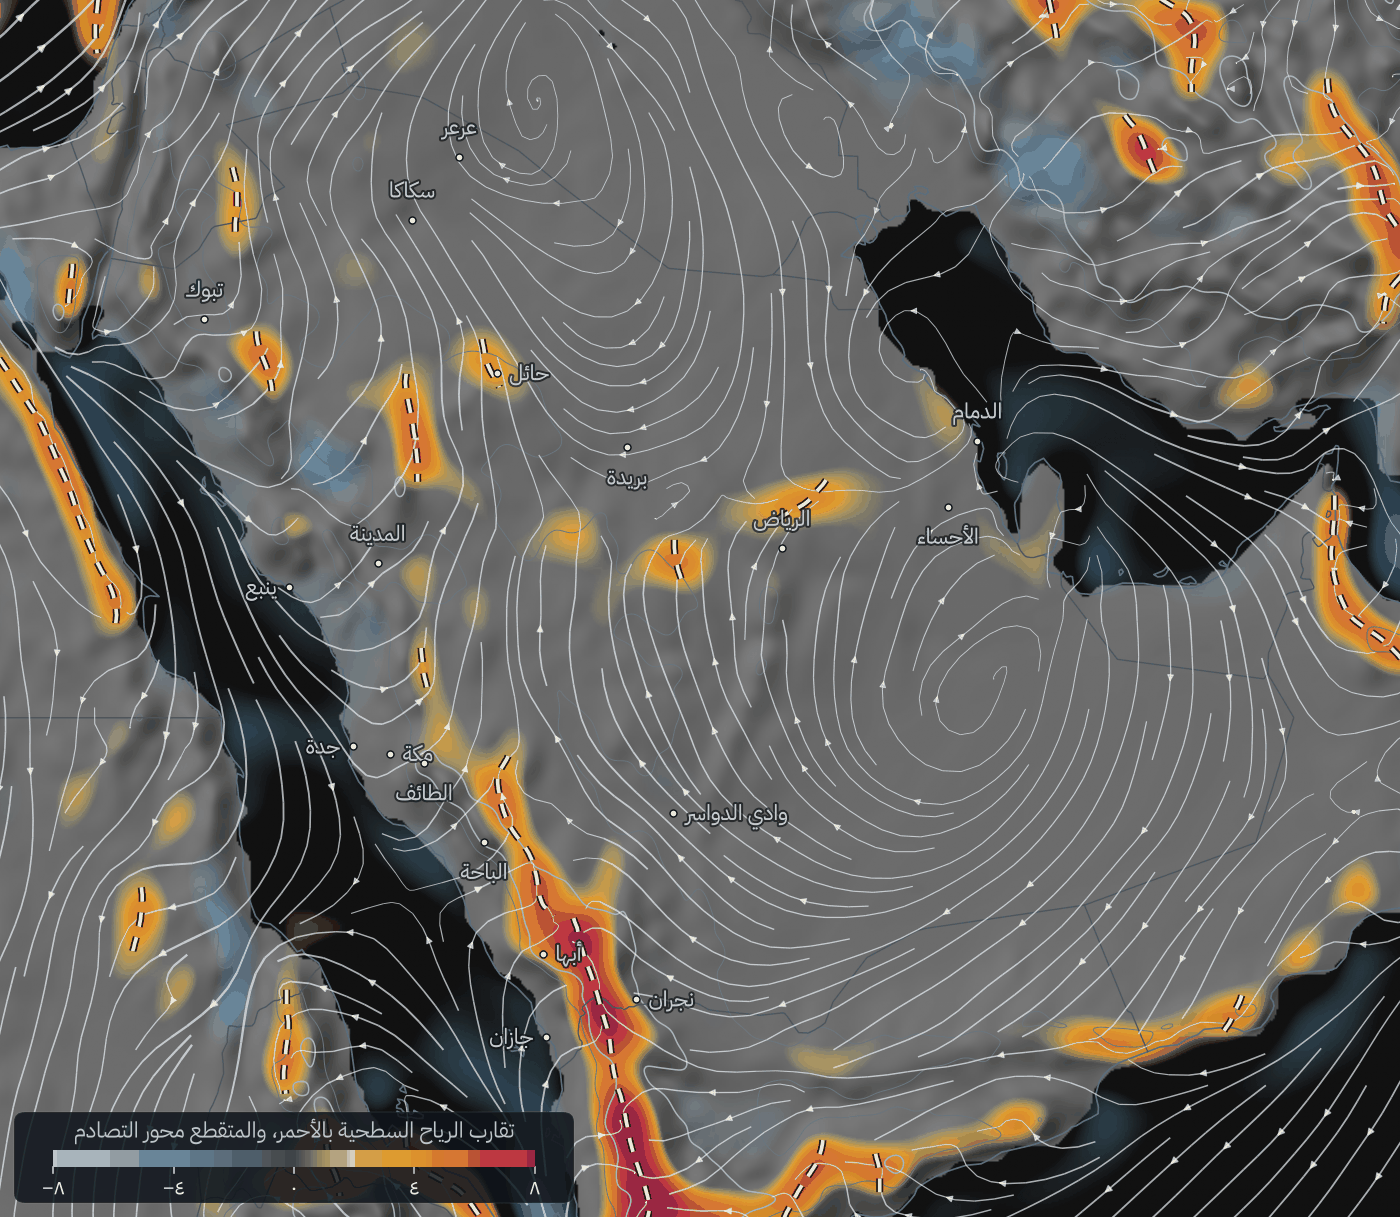 عرعر
سكاكا
تبوك
حائل
الدمام
بريدة
الرياض
الأحساء
المدينة
ينبع
جدة
مكة
الطائف
وادي الدواسر
الباحة
أبها
نجران
جازان
تقارب الرياح السطحية بالأحمر، والمتقطع محور التصادم
−٨ −٤ ٠ ٤ ٨